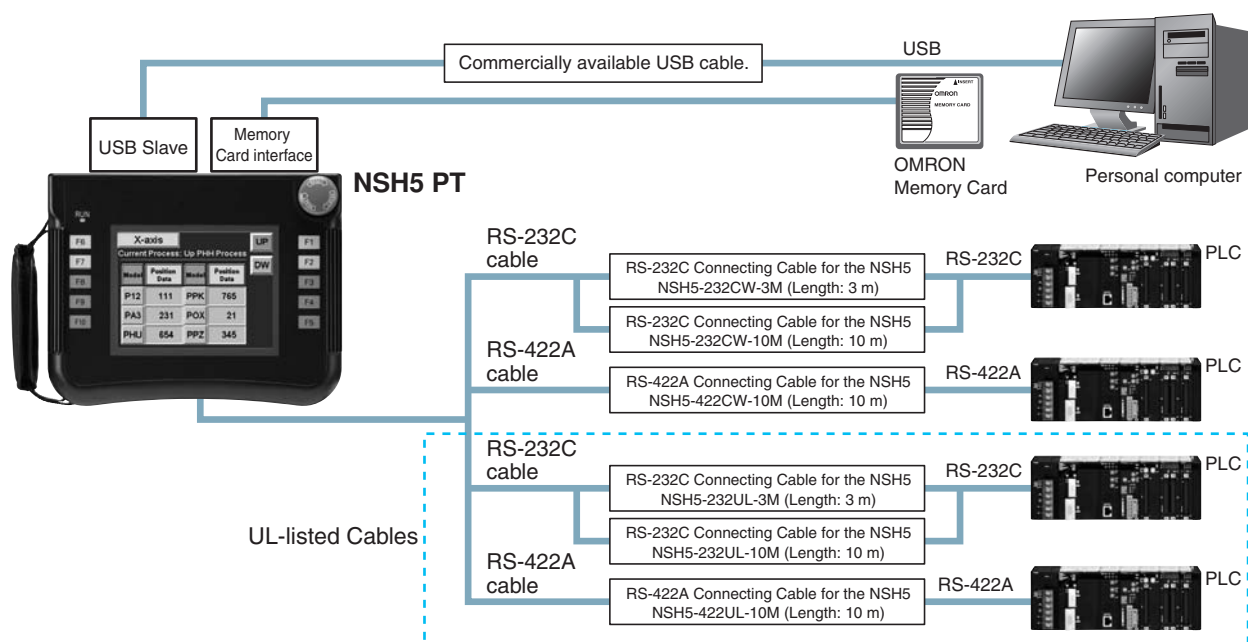 Commercially available USB cable.
USB
INSERT
OMRON
MEMORY CARD
OMRON
Memory Card
Personal computer
USB Slave
Memory
Card interface
NSH5 PT
RUN
F6
F7
F8
F9
F10
X-axis
UP
Current Process: Up PHH Process
DW
Model
Position
Data
Model
Position
Data
P12 111 PPK 765
PA3 231 POX 21
PHU 654 PPZ 345
F1
F2
F3
F4
F5
RS-232C
cable
RS-232C Connecting Cable for the NSH5
NSH5-232CW-3M (Length: 3 m)
RS-232C
PLC
RS-232C Connecting Cable for the NSH5
NSH5-232CW-10M (Length: 10 m)
RS-422A
cable
RS-422A Connecting Cable for the NSH5
NSH5-422CW-10M (Length: 10 m)
RS-422A
PLC
UL-listed Cables
RS-232C
cable
RS-232C Connecting Cable for the NSH5
NSH5-232UL-3M (Length: 3 m)
RS-232C
PLC
RS-232C Connecting Cable for the NSH5
NSH5-232UL-10M (Length: 10 m)
RS-422A
cable
RS-422A Connecting Cable for the NSH5
NSH5-422UL-10M (Length: 10 m)
RS-422A
PLC